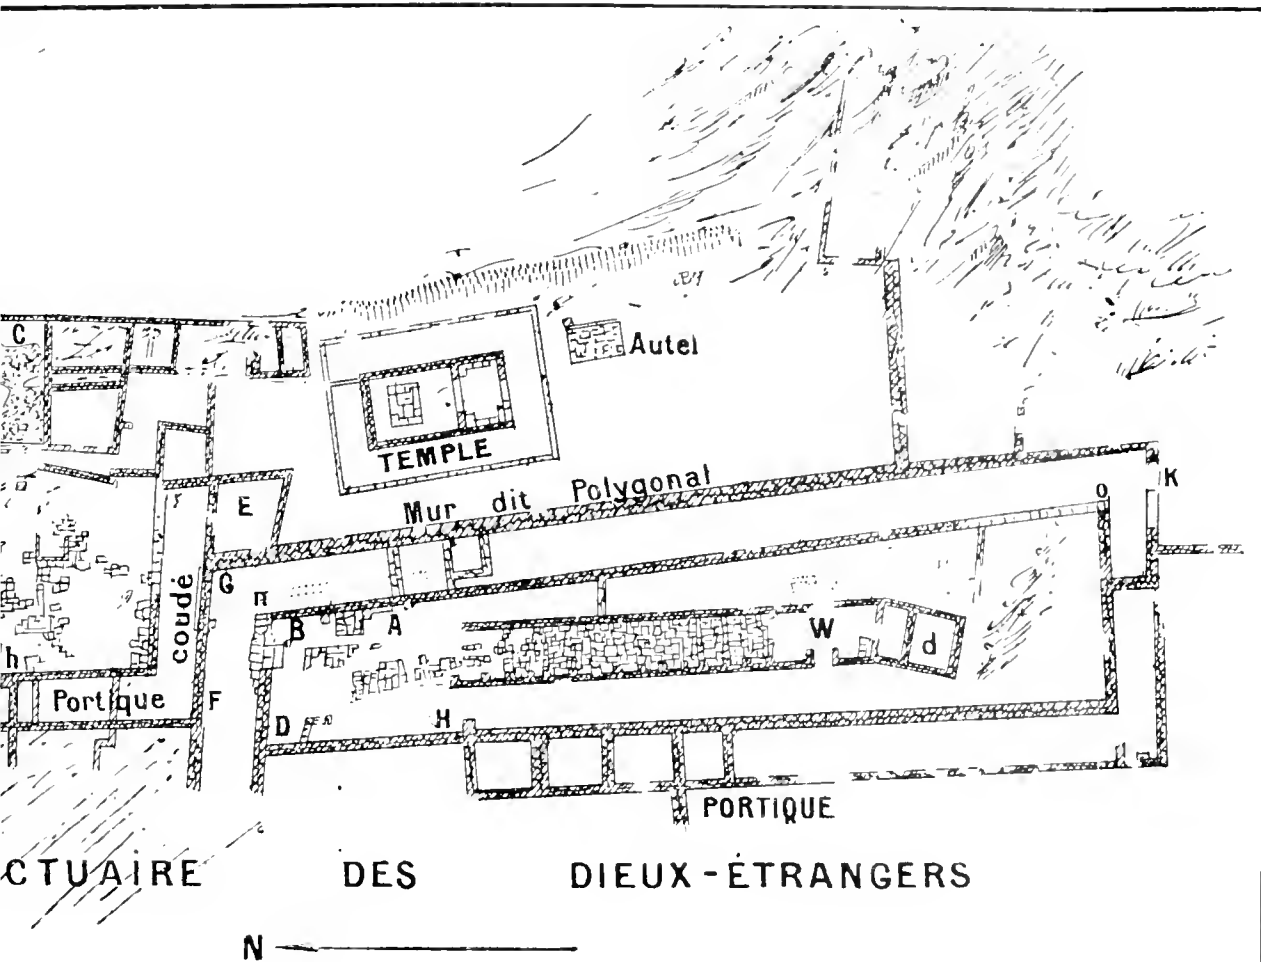 C
Autel
TEMPLE
Mur dit Polygonal
K
O
E
G
coudé
π
B
A
W
d
h
Portique
F
D
H
PORTIQUE
CTUAIRE DES DIEUX-ÉTRANGERS
N